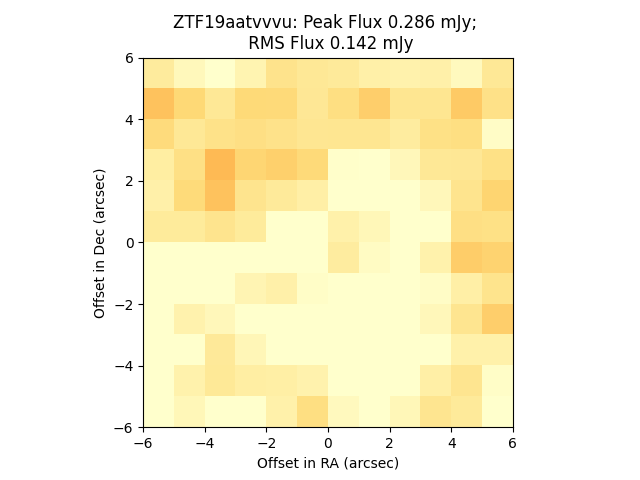 ZTF19aatvvvu: Peak Flux 0.286 mJy;
RMS Flux 0.142 mJy
6
4
2
0
−2
−4
−6
Offset in Dec (arcsec)
−6 −4 −2 0 2 4 6
Offset in RA (arcsec)